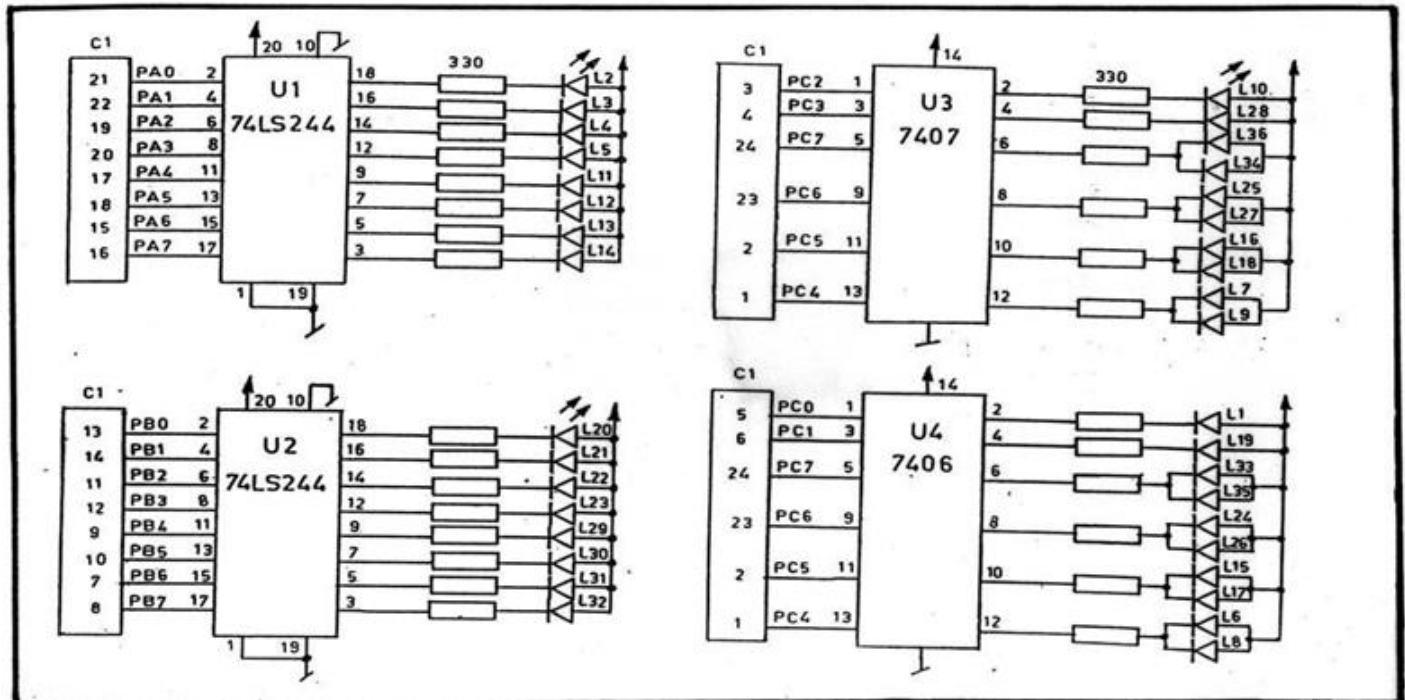 C1
20 10
21 PA0 2 18 330 L2
22 PA1 4 U1 16 L3
19 PA2 6 74LS244 14 L4
20 PA3 8 12 L5
17 PA4 11 9 L11
18 PA5 13 7 L12
15 PA6 15 5 L13
16 PA7 17 3 L14
1 19
C1
14
3 PC2 1 U3 2 330 L10
4 PC3 3 7407 4 L28
24 PC7 5 6 L36
L34
23 PC6 9 8 L25
L27
2 PC5 11 10 L16
L18
1 PC4 13 12 L7
L9
C1
20 10
13 PB0 2 18 L20
14 PB1 4 U2 16 L21
11 PB2 6 74LS244 14 L22
12 PB3 8 12 L23
9 PB4 11 9 L29
10 PB5 13 7 L30
7 PB6 15 5 L31
8 PB7 17 3 L32
1 19
C1
14
5 PC0 1 U4 2 L1
6 PC1 3 7406 4 L19
24 PC7 5 6 L33
L35
23 PC6 9 8 L24
L26
2 PC5 11 10 L15
L17
1 PC4 13 12 L6
L8